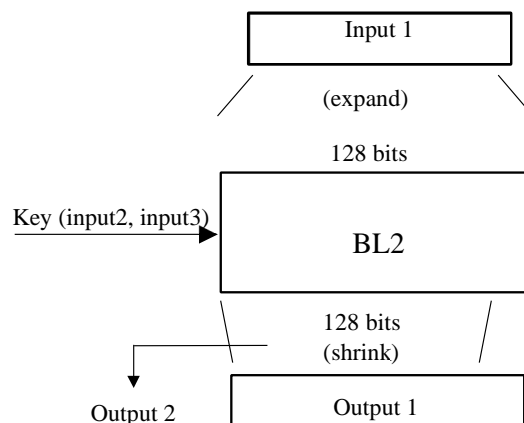 Input 1
(expand)
128 bits
Key (input2, input3)
BL2
128 bits
(shrink)
Output 2
Output 1